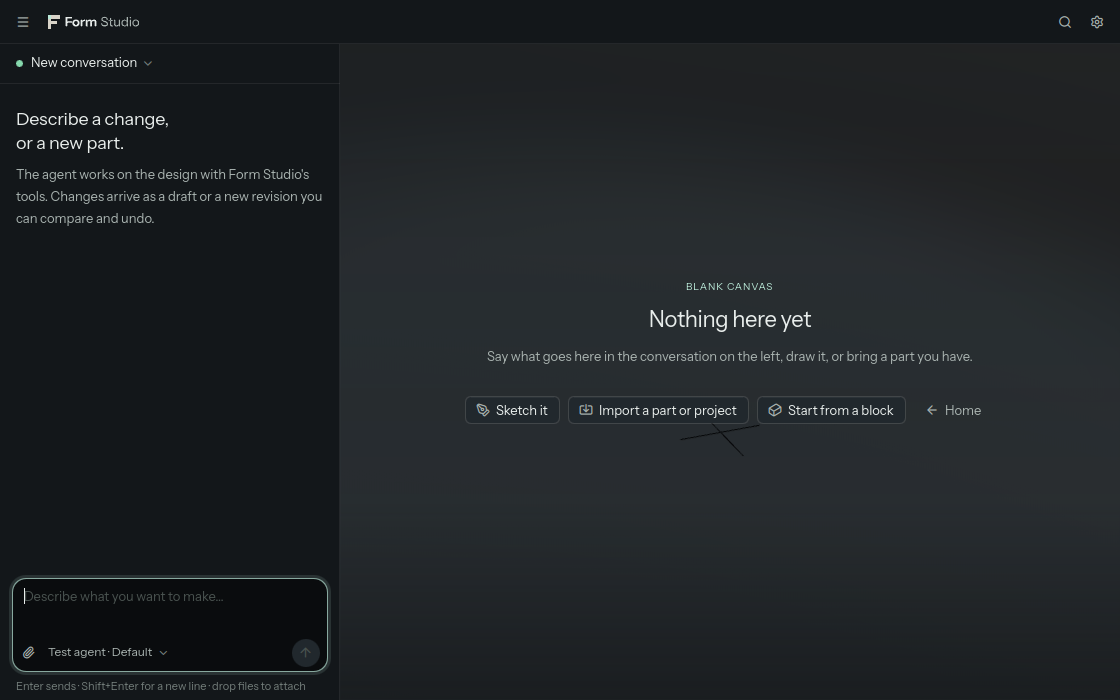 Form Studio
New conversation
Describe a change,
or a new part.
The agent works on the design with Form Studio's
tools. Changes arrive as a draft or a new revision you
can compare and undo.
BLANK CANVAS
Nothing here yet
Say what goes here in the conversation on the left, draw it, or bring a part you have.
Sketch it
Import a part or project
Start from a block
Home
Describe what you want to make...
Test agent · Default
Enter sends · Shift+Enter for a new line · drop files to attach